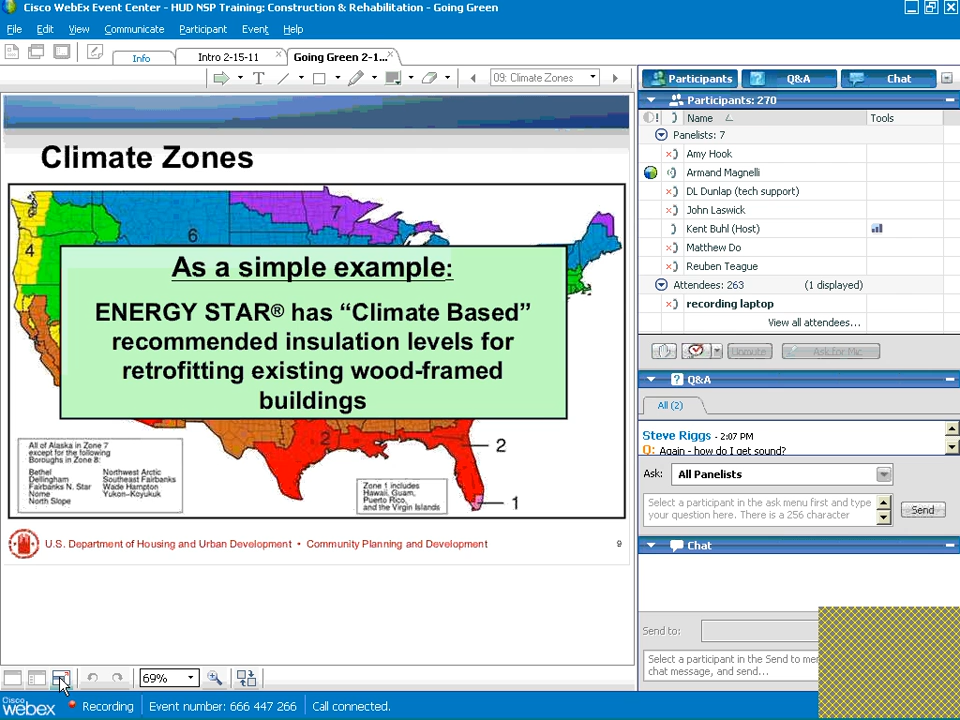 Cisco WebEx Event Center - HUD NSP Training: Construction & Rehabilitation - Going Green
File Edit View Communicate Participant Event Help
Info
Intro 2-15-11
Going Green 2-1...
T
09: Climate Zones
Participants
Q&A
Chat
Participants: 270
Name
Tools
Panelists: 7
Amy Hook
Armand Magnelli
DL Dunlap (tech support)
John Laswick
Kent Buhl (Host)
Matthew Do
Reuben Teague
Attendees: 263 (1 displayed)
recording laptop
View all attendees...
Unmute
Ask for Mic
Q&A
All (2)
Steve Riggs - 2:07 PM
Q: Again - how do I get sound?
Ask: All Panelists
Select a participant in the ask menu first and type
your question here. There is a 256 character
Send
Chat
Send to:
Select a participant in the Send to
chat message, and send...
Climate Zones
7
6
4
As a simple example:
ENERGY STAR® has “Climate Based”
recommended insulation levels for
retrofitting existing wood-framed
buildings
2
2
1
All of Alaska in Zone 7
except for the following
Boroughs in Zone 8:
Bethel Northwest Arctic
Dellingham Southeast Fairbanks
Fairbanks N. Star Wade Hampton
Nome Yukon-Koyukuk
North Slope
Zone 1 includes
Hawaii, Guam,
Puerto Rico,
and the Virgin Islands
U.S. Department of Housing and Urban Development • Community Planning and Development
9
69%
Cisco
webex
Recording
Event number: 666 447 266
Call connected.